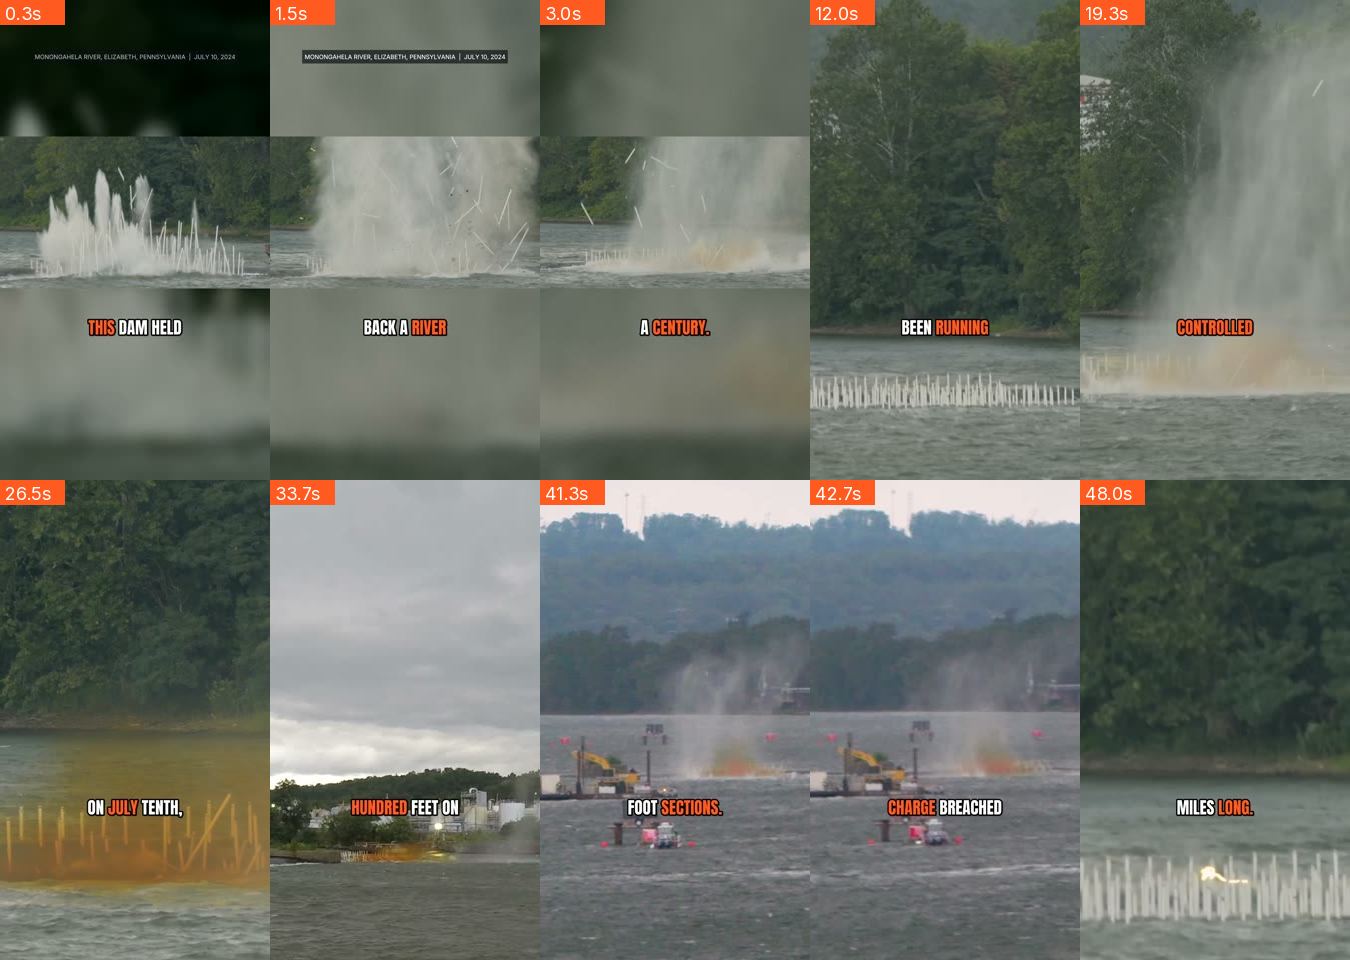 0.3s
MONONGAHELA RIVER, ELIZABETH, PENNSYLVANIA | JULY 10, 2024
THIS DAM HELD
1.5s
MONONGAHELA RIVER, ELIZABETH, PENNSYLVANIA | JULY 10, 2024
BACK A RIVER
3.0s
A CENTURY.
12.0s
BEEN RUNNING
19.3s
CONTROLLED
26.5s
ON JULY TENTH,
33.7s
HUNDRED FEET ON
41.3s
FOOT SECTIONS.
42.7s
CHARGE BREACHED
48.0s
MILES LONG.